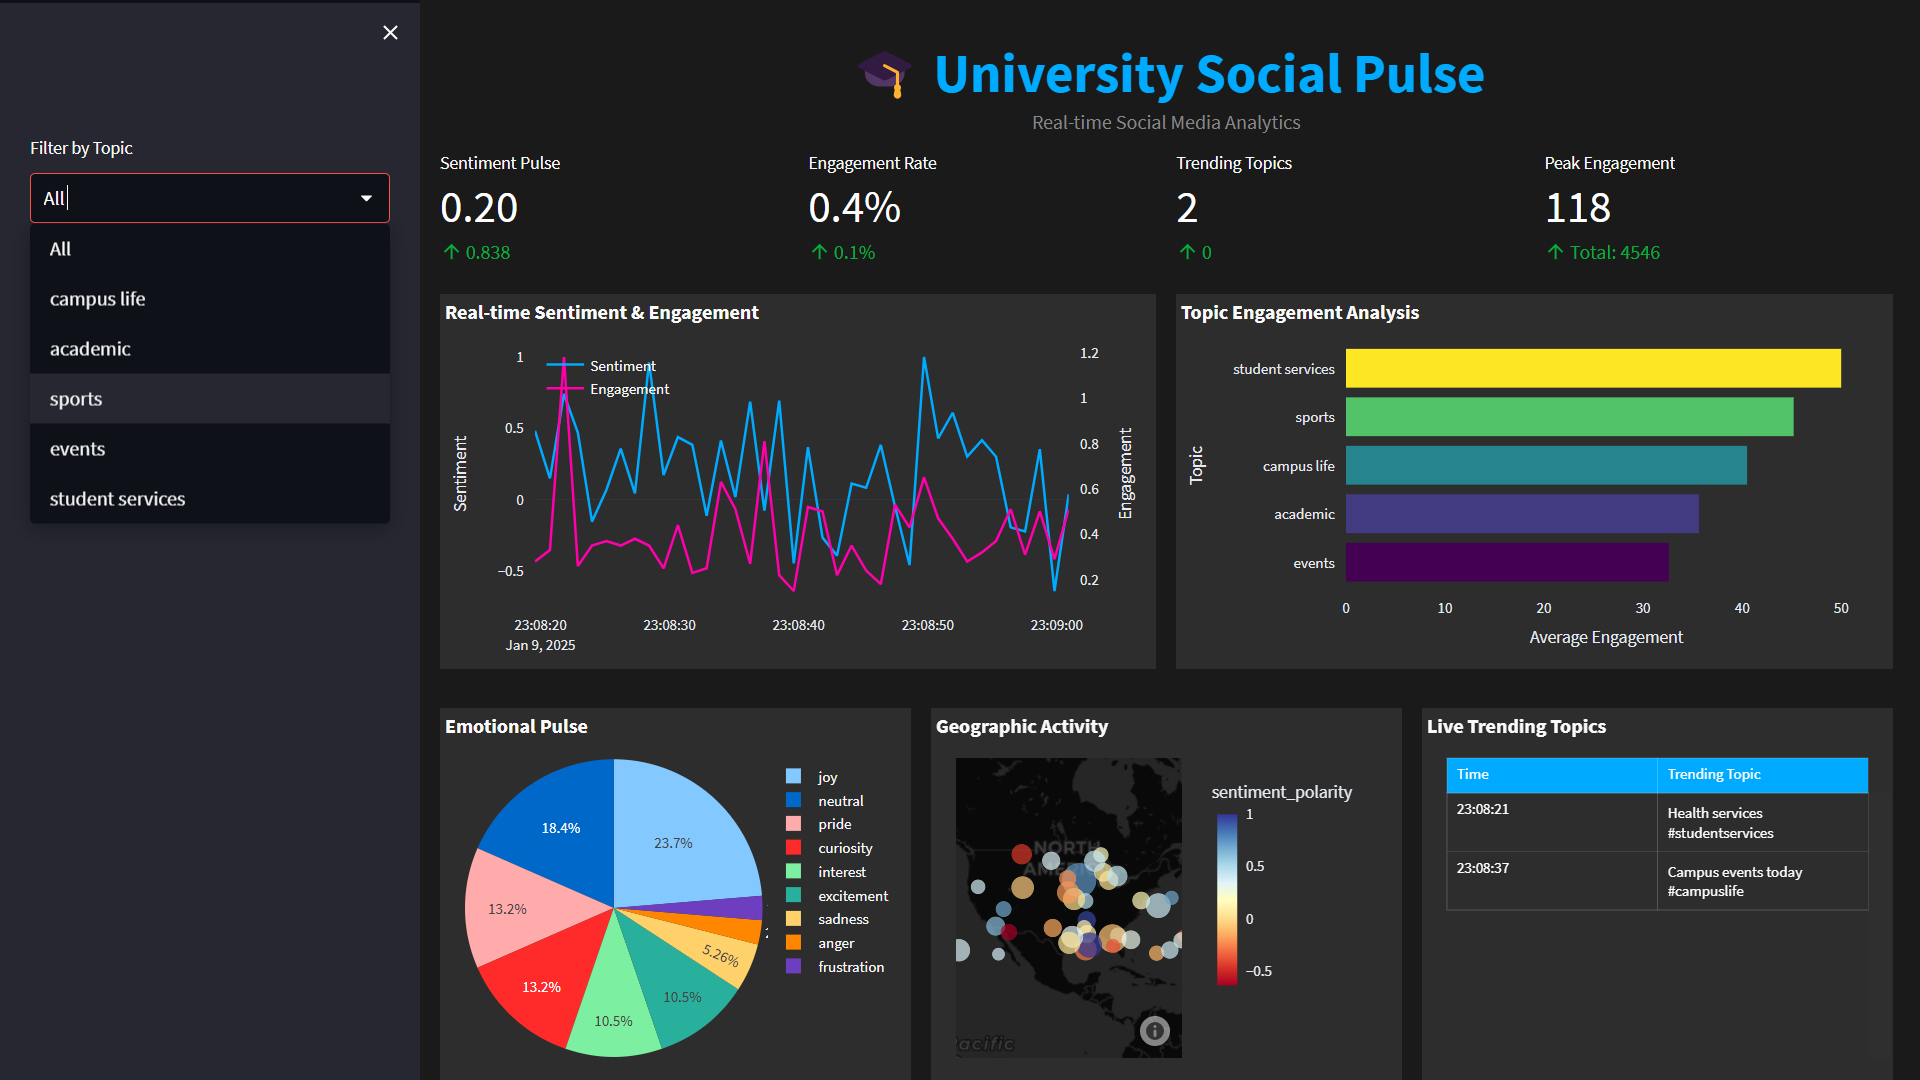 Filter by Topic
All
All
campus life
academic
sports
events
student services
University Social Pulse
Real-time Social Media Analytics
Sentiment Pulse
0.20
↑ 0.838
Engagement Rate
0.4%
↑ 0.1%
Trending Topics
2
↑ 0
Peak Engagement
118
↑ Total: 4546
Real-time Sentiment & Engagement
Sentiment
Engagement
1
0.5
0
−0.5
Sentiment
1.2
1
0.8
0.6
0.4
0.2
Engagement
23:08:20
Jan 9, 2025
23:08:30
23:08:40
23:08:50
23:09:00
Topic Engagement Analysis
Topic
student services
sports
campus life
academic
events
0 10 20 30 40 50
Average Engagement
Emotional Pulse
23.7%
18.4%
13.2%
13.2%
10.5%
10.5%
5.26%
joy
neutral
pride
curiosity
interest
excitement
sadness
anger
frustration
Geographic Activity
NORTH
AMERICA
acific
sentiment_polarity
1
0.5
0
−0.5
Live Trending Topics
Time Trending Topic
23:08:21 Health services
#studentservices
23:08:37 Campus events today
#campuslife